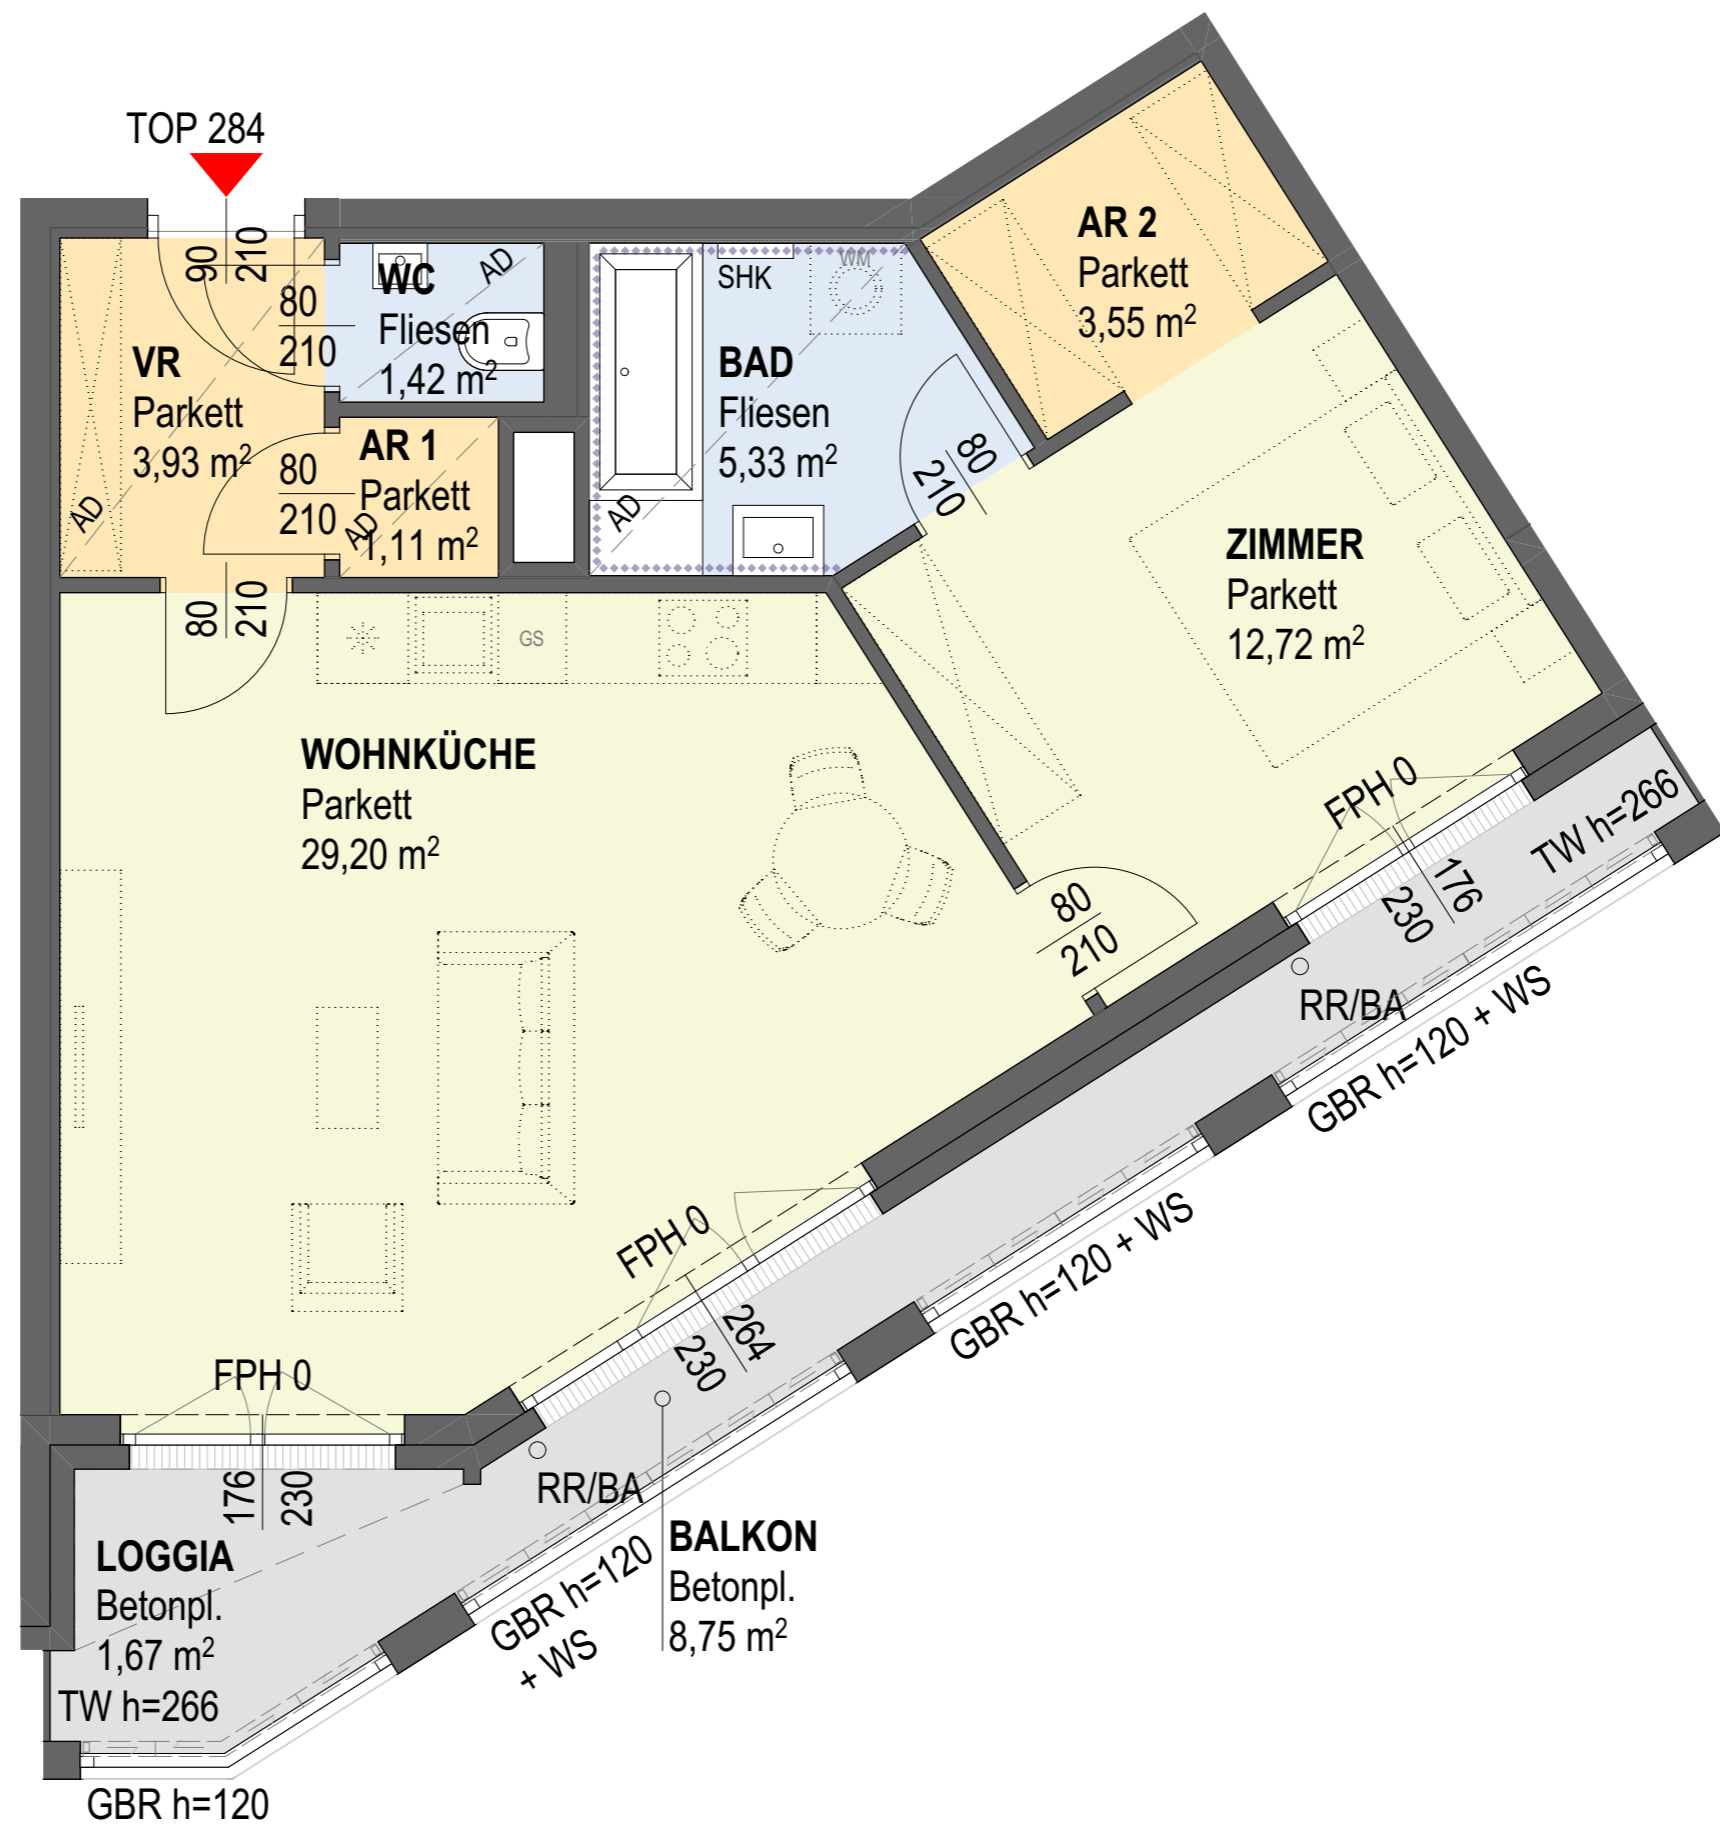 TOP 284
90
210
VR
Parkett
3,93 m²
AD
80
210
WC
Fliesen
1,42 m²
AD
80
210
AR 1
Parkett
1,11 m²
AD
80
210
SHK
WM
BAD
Fliesen
5,33 m²
AD
80
210
AR 2
Parkett
3,55 m²
ZIMMER
Parkett
12,72 m²
GS
WOHNKÜCHE
Parkett
29,20 m²
80
210
FPH 0
176
230
TW h=266
RR/BA
GBR h=120 + WS
FPH 0
264
230
GBR h=120 + WS
FPH 0
176
230
RR/BA
GBR h=120
+ WS
BALKON
Betonpl.
8,75 m²
LOGGIA
Betonpl.
1,67 m²
TW h=266
GBR h=120